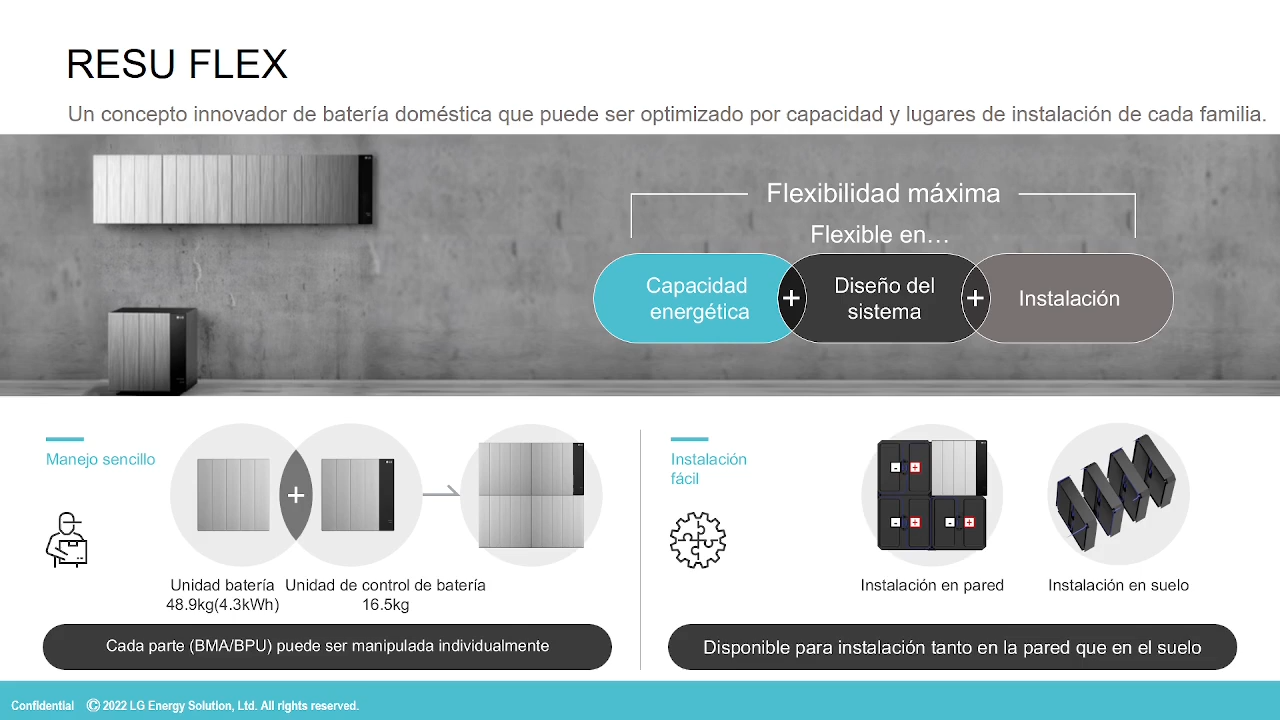 RESU FLEX
Un concepto innovador de batería doméstica que puede ser optimizado por capacidad y lugares de instalación de cada familia.
Flexibilidad máxima
Flexible en…
Capacidad
energética
+
Diseño del
sistema
+
Instalación
Manejo sencillo
+
Unidad batería
48.9kg(4.3kWh)
Unidad de control de batería
16.5kg
Cada parte (BMA/BPU) puede ser manipulada individualmente
Instalación
fácil
- +
- + - +
Instalación en pared
Instalación en suelo
Disponible para instalación tanto en la pared que en el suelo
Confidential © 2022 LG Energy Solution, Ltd. All rights reserved.